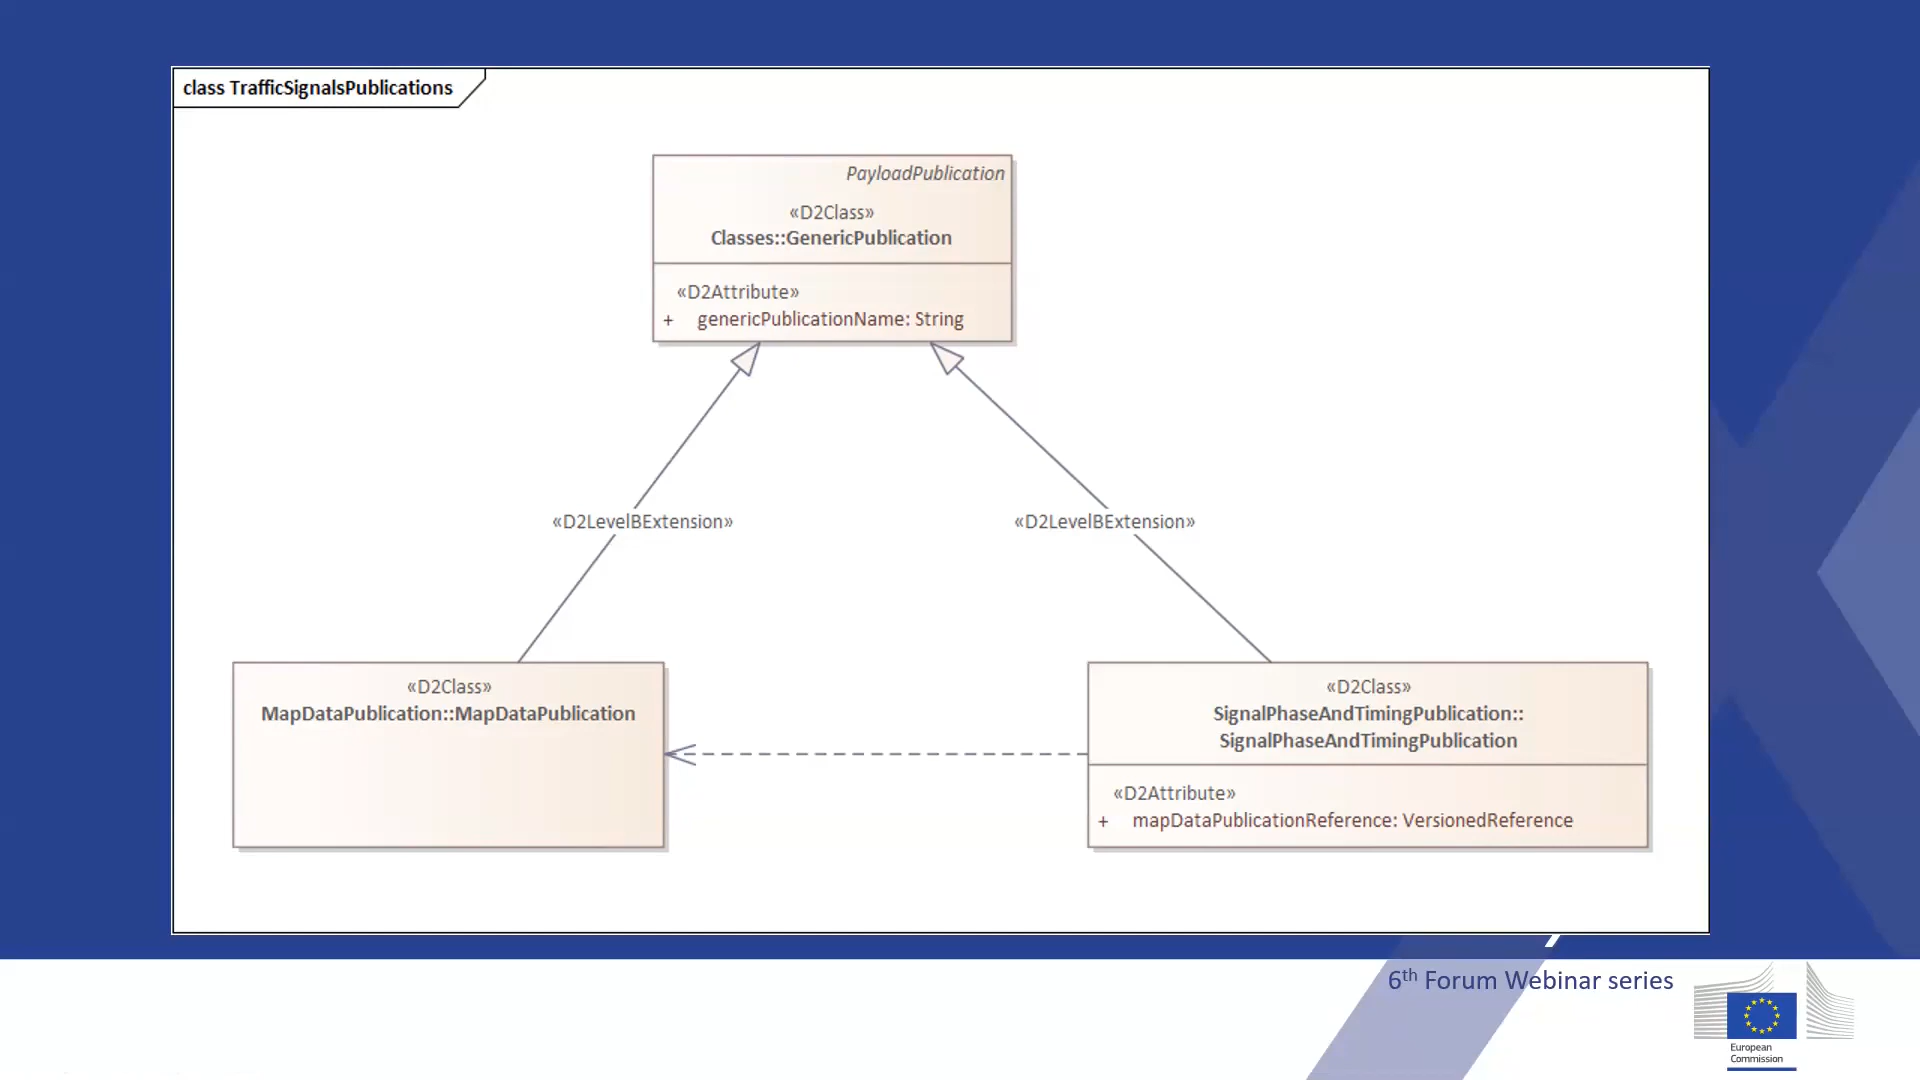 class TrafficSignalsPublications
PayloadPublication
«D2Class»
Classes::GenericPublication
«D2Attribute»
+ genericPublicationName: String
«D2LevelBExtension»
«D2LevelBExtension»
«D2Class»
MapDataPublication::MapDataPublication
«D2Class»
SignalPhaseAndTimingPublication::
SignalPhaseAndTimingPublication
«D2Attribute»
+ mapDataPublicationReference: VersionedReference
6th Forum Webinar series
European
Commission